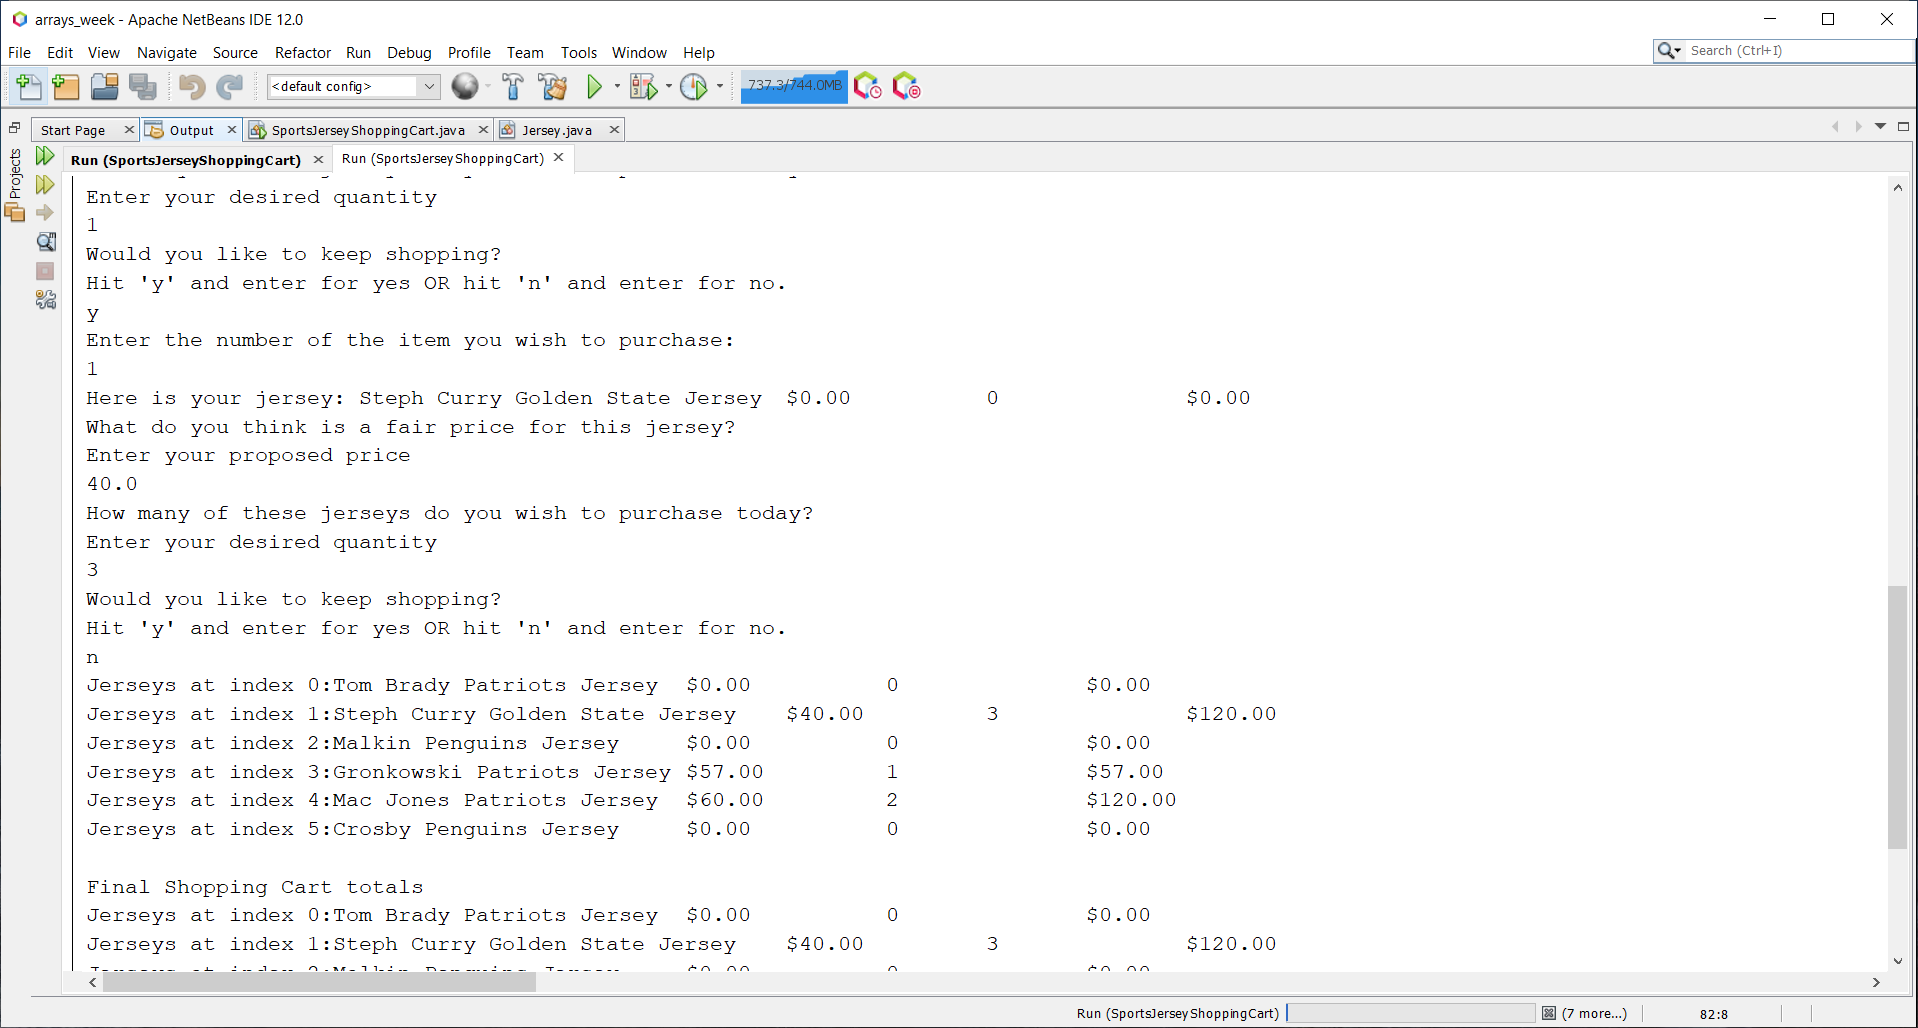 arrays_week - Apache NetBeans IDE 12.0
File Edit View Navigate Source Refactor Run Debug Profile Team Tools Window Help
Search (Ctrl+I)
<default config>
737.3/744.0MB
Start Page Output SportsJerseyShoppingCart.java Jersey.java
Projects
Run (SportsJerseyShoppingCart) Run (SportsJerseyShoppingCart)
Enter your desired quantity
1
Would you like to keep shopping?
Hit 'y' and enter for yes OR hit 'n' and enter for no.
y
Enter the number of the item you wish to purchase:
1
Here is your jersey: Steph Curry Golden State Jersey $0.00 0 $0.00
What do you think is a fair price for this jersey?
Enter your proposed price
40.0
How many of these jerseys do you wish to purchase today?
Enter your desired quantity
3
Would you like to keep shopping?
Hit 'y' and enter for yes OR hit 'n' and enter for no.
n
Jerseys at index 0:Tom Brady Patriots Jersey $0.00 0 $0.00
Jerseys at index 1:Steph Curry Golden State Jersey $40.00 3 $120.00
Jerseys at index 2:Malkin Penguins Jersey $0.00 0 $0.00
Jerseys at index 3:Gronkowski Patriots Jersey $57.00 1 $57.00
Jerseys at index 4:Mac Jones Patriots Jersey $60.00 2 $120.00
Jerseys at index 5:Crosby Penguins Jersey $0.00 0 $0.00
Final Shopping Cart totals
Jerseys at index 0:Tom Brady Patriots Jersey $0.00 0 $0.00
Jerseys at index 1:Steph Curry Golden State Jersey $40.00 3 $120.00
Jerseys at index 2:Malkin Penguins Jersey $0.00 0 $0.00
Run (SportsJerseyShoppingCart) (7 more...) 82:8